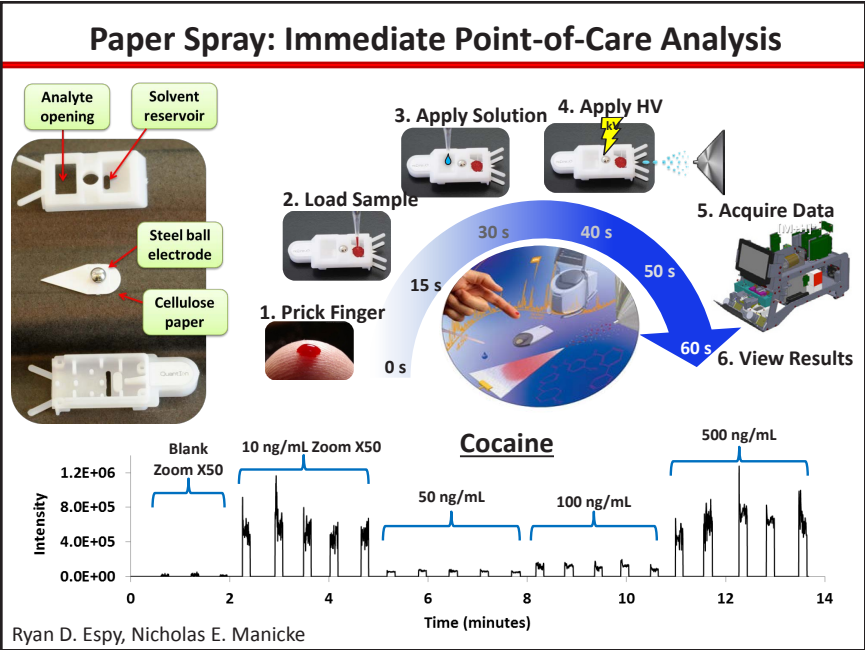 Paper Spray: Immediate Point-of-Care Analysis
Analyte
opening
Solvent
reservoir
Steel ball
electrode
Cellulose
paper
1. Prick Finger
2. Load Sample
3. Apply Solution
4. Apply HV
kV
5. Acquire Data
6. View Results
0 s
15 s
30 s
40 s
50 s
60 s
Cocaine
Blank
Zoom X50
10 ng/mL Zoom X50
50 ng/mL
100 ng/mL
500 ng/mL
Intensity
1.2E+06
8.0E+05
4.0E+05
0.0E+00
0 2 4 6 8 10 12 14
Time (minutes)
Ryan D. Espy, Nicholas E. Manicke